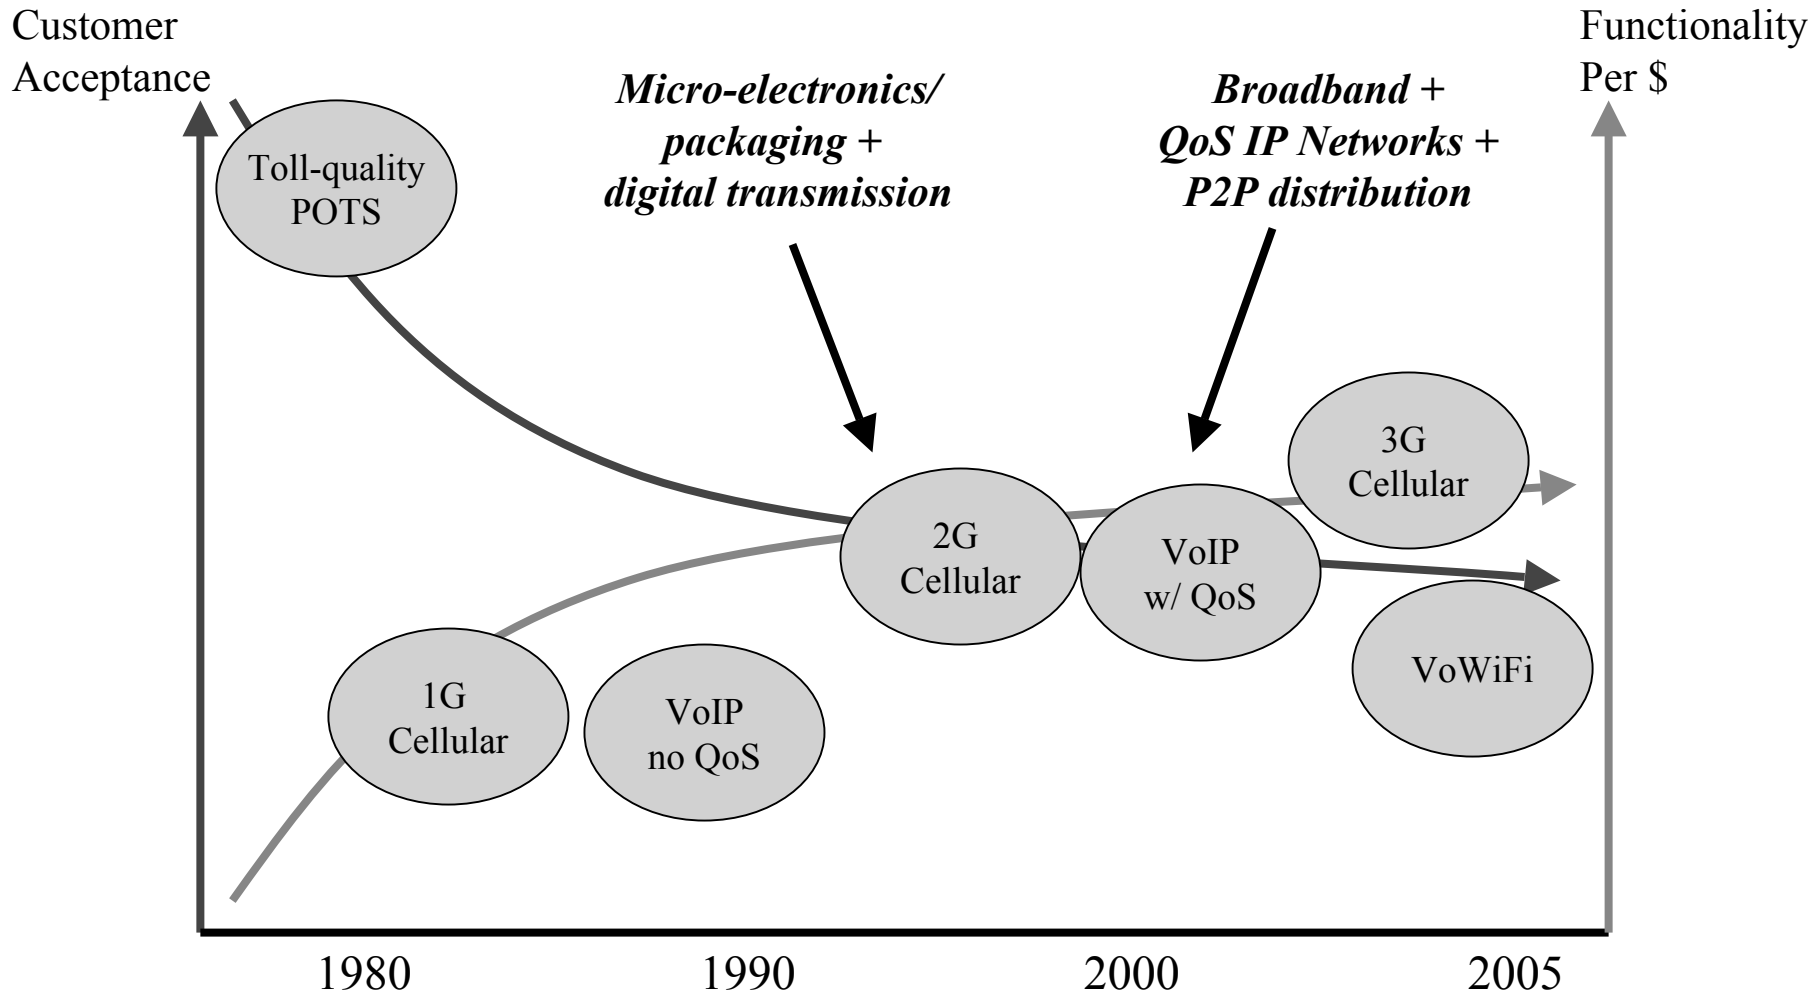 Customer
Acceptance
Functionality
Per $
Micro-electronics/
packaging +
digital transmission
Broadband +
QoS IP Networks +
P2P distribution
Toll-quality
POTS
3G
Cellular
2G
Cellular
VoIP
w/ QoS
VoWiFi
1G
Cellular
VoIP
no QoS
1980
1990
2000
2005